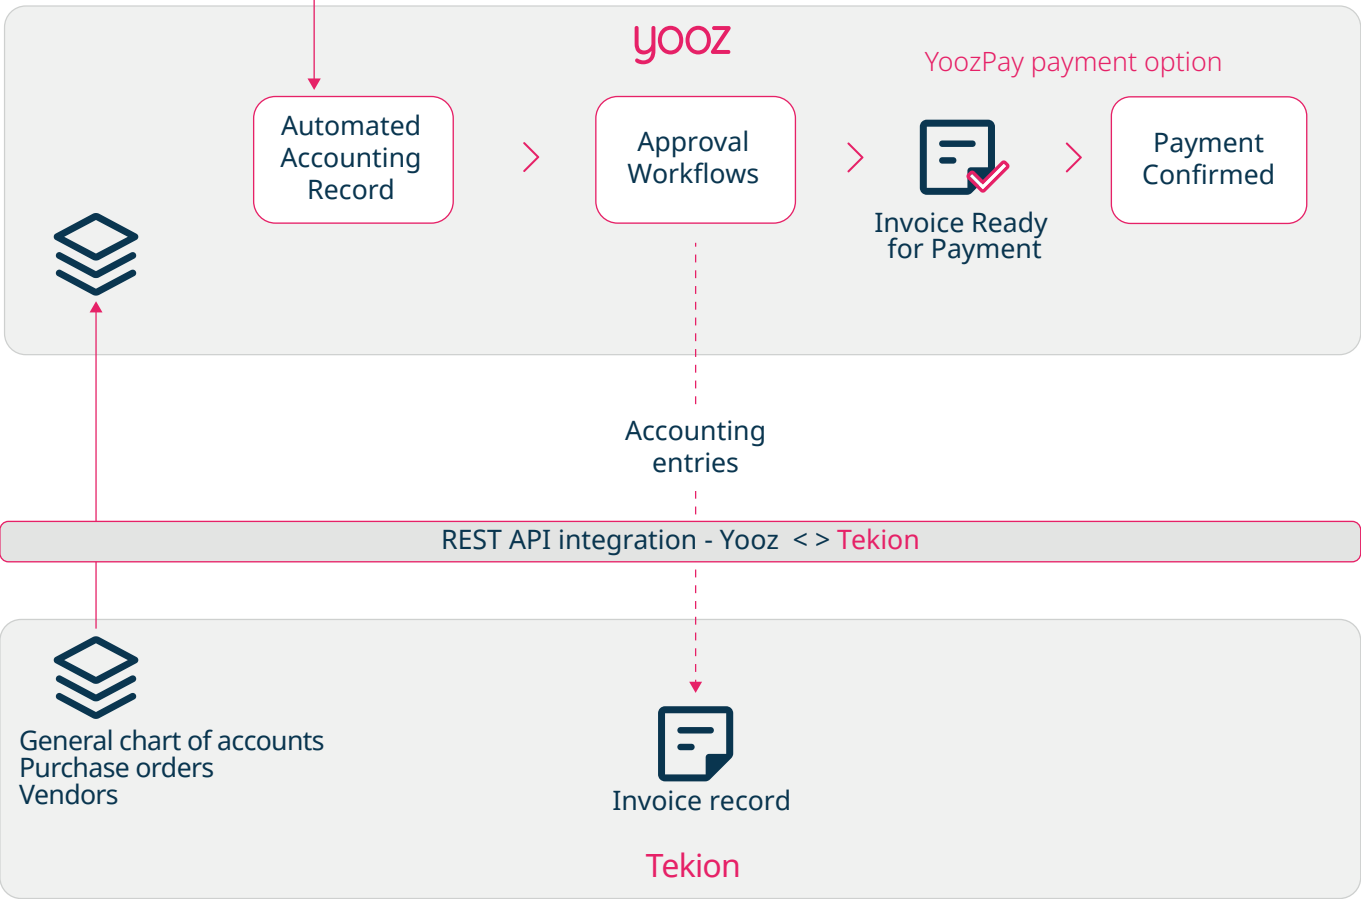 yooz
YoozPay payment option
Automated
Accounting
Record
Approval
Workflows
Invoice Ready
for Payment
Payment
Confirmed
Accounting
entries
REST API integration - Yooz < > Tekion
General chart of accounts
Purchase orders
Vendors
Invoice record
Tekion